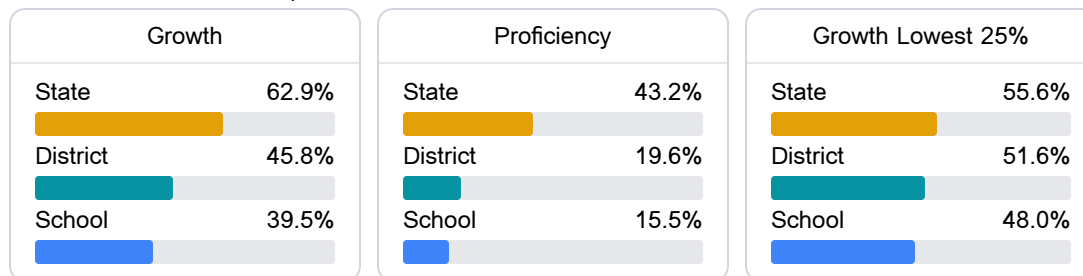 Growth
State 62.9%
District 45.8%
School 39.5%
Proficiency
State 43.2%
District 19.6%
School 15.5%
Growth Lowest 25%
State 55.6%
District 51.6%
School 48.0%